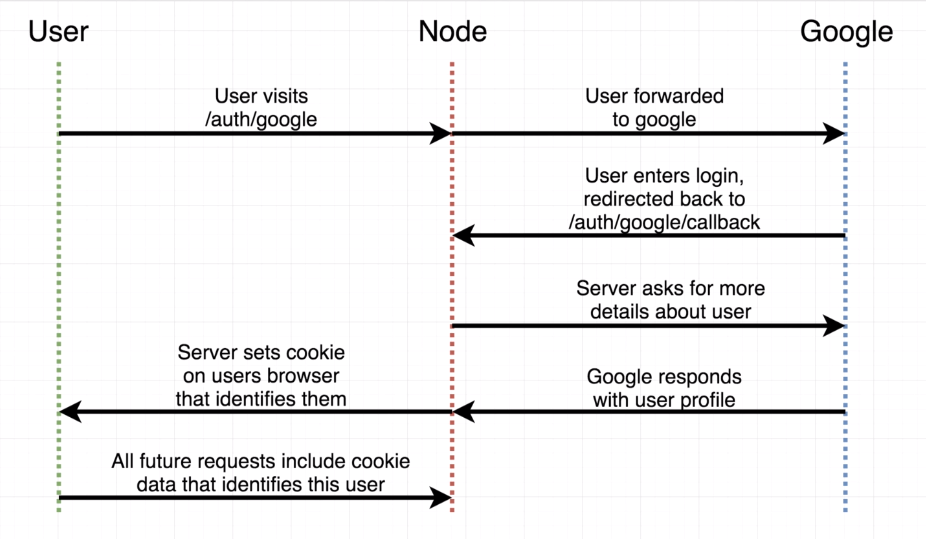 User
Node
Google
User visits
/auth/google
User forwarded
to google
User enters login,
redirected back to
/auth/google/callback
Server asks for more
details about user
Server sets cookie
on users browser
that identifies them
Google responds
with user profile
All future requests include cookie
data that identifies this user